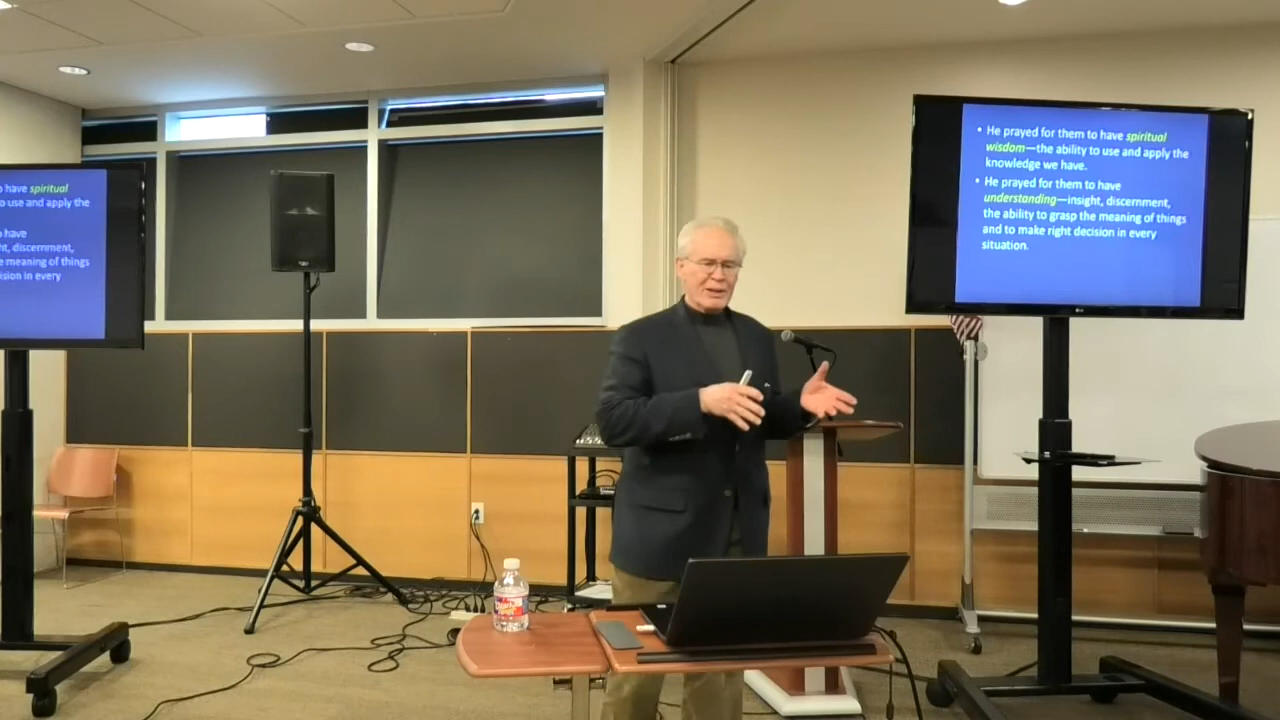 • He prayed for them to have spiritual
wisdom—the ability to use and apply the
knowledge we have.
• He prayed for them to have
understanding—insight, discernment,
the ability to grasp the meaning of things
and to make right decision in every
situation.
o have spiritual
o use and apply the
have
ht, discernment,
e meaning of things
ision in every
LG